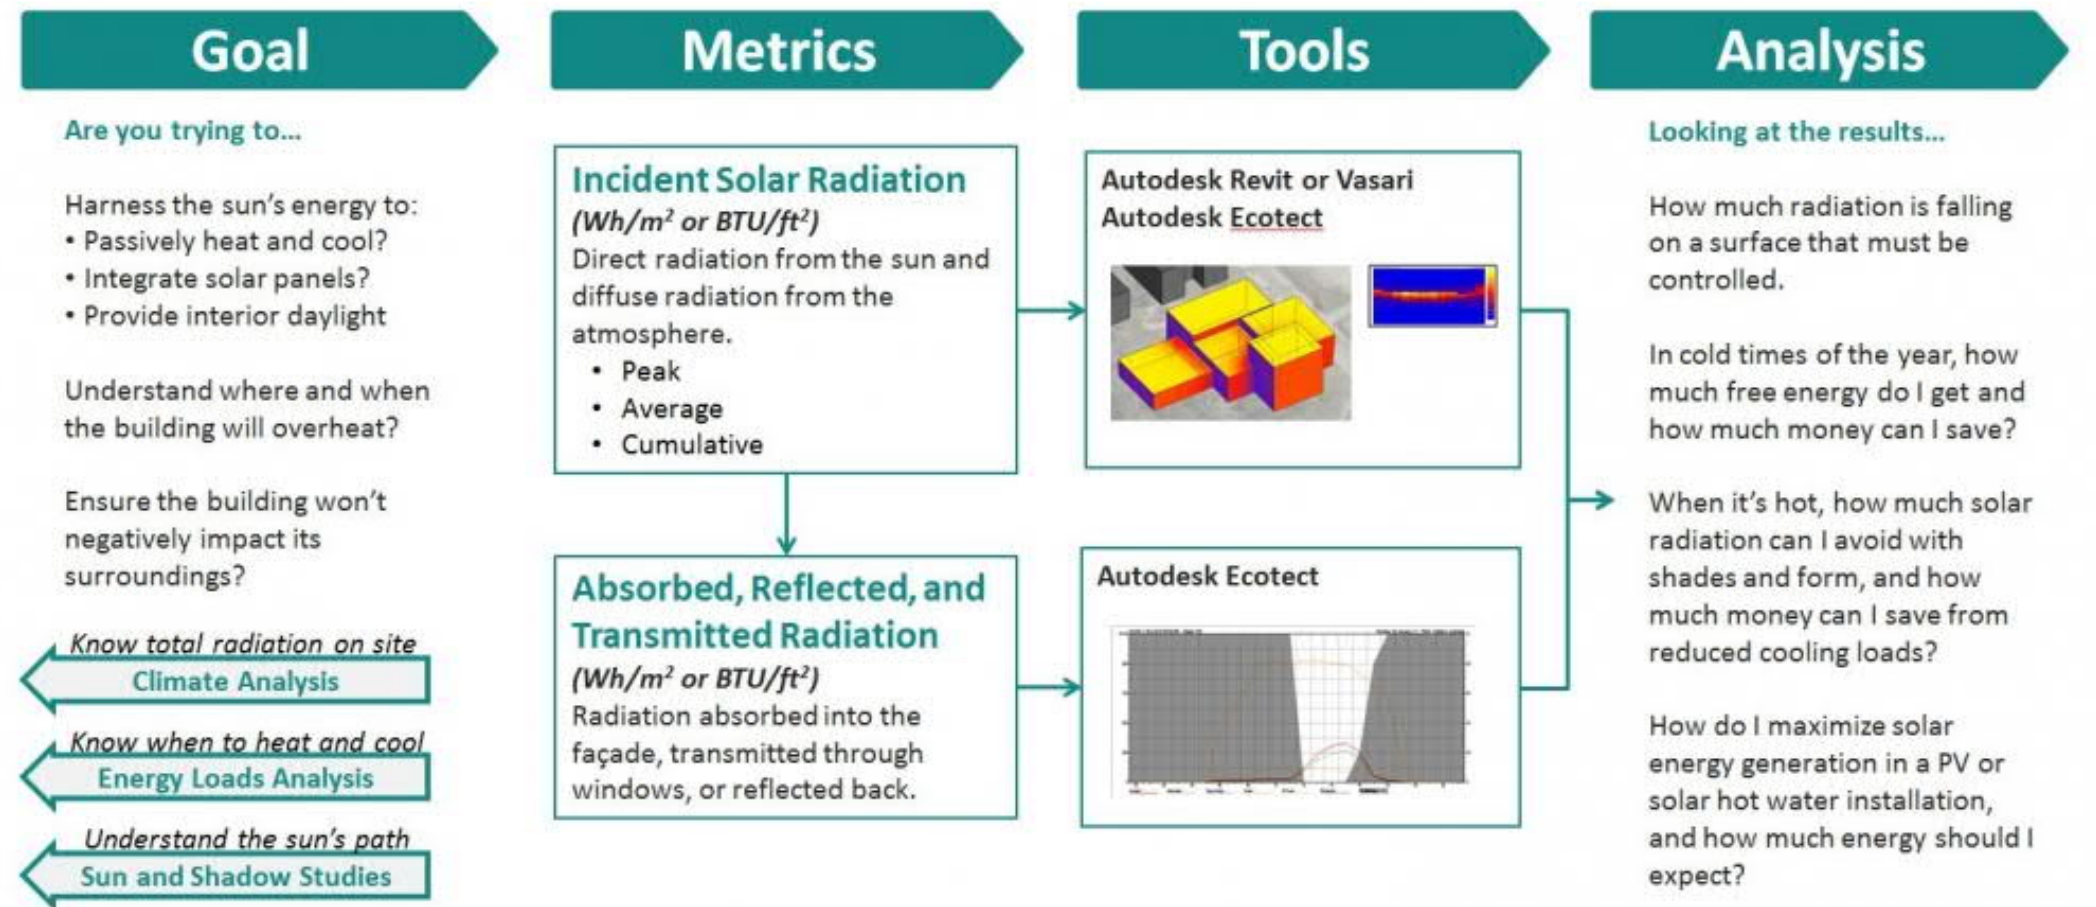 Goal
Metrics
Tools
Analysis
Are you trying to...
Harness the sun's energy to:
• Passively heat and cool?
• Integrate solar panels?
• Provide interior daylight
Understand where and when
the building will overheat?
Ensure the building won't
negatively impact its
surroundings?
Know total radiation on site
Climate Analysis
Know when to heat and cool
Energy Loads Analysis
Understand the sun's path
Sun and Shadow Studies
Incident Solar Radiation
(Wh/m² or BTU/ft²)
Direct radiation from the sun and
diffuse radiation from the
atmosphere.
• Peak
• Average
• Cumulative
Absorbed, Reflected, and
Transmitted Radiation
(Wh/m² or BTU/ft²)
Radiation absorbed into the
façade, transmitted through
windows, or reflected back.
Autodesk Revit or Vasari
Autodesk Ecotect
Autodesk Ecotect
Looking at the results...
How much radiation is falling
on a surface that must be
controlled.
In cold times of the year, how
much free energy do I get and
how much money can I save?
When it's hot, how much solar
radiation can I avoid with
shades and form, and how
much money can I save from
reduced cooling loads?
How do I maximize solar
energy generation in a PV or
solar hot water installation,
and how much energy should I
expect?